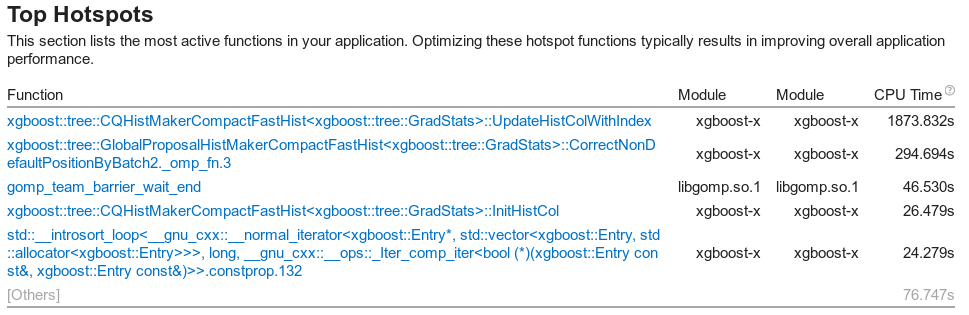 Top Hotspots
This section lists the most active functions in your application. Optimizing these hotspot functions typically results in improving overall application
performance.
Function Module Module CPU Time ?
xgboost::tree::CQHistMakerCompactFastHist<xgboost::tree::GradStats>::UpdateHistColWithIndex xgboost-x xgboost-x 1873.832s
xgboost::tree::GlobalProposalHistMakerCompactFastHist<xgboost::tree::GradStats>::CorrectNonD
efaultPositionByBatch2._omp_fn.3 xgboost-x xgboost-x 294.694s
gomp_team_barrier_wait_end libgomp.so.1 libgomp.so.1 46.530s
xgboost::tree::CQHistMakerCompactFastHist<xgboost::tree::GradStats>::InitHistCol xgboost-x xgboost-x 26.479s
std::__introsort_loop<__gnu_cxx::__normal_iterator<xgboost::Entry*, std::vector<xgboost::Entry, std
::allocator<xgboost::Entry>>>, long, __gnu_cxx::__ops::_Iter_comp_iter<bool (*)(xgboost::Entry con
st&, xgboost::Entry const&)>>.constprop.132 xgboost-x xgboost-x 24.279s
[Others] 76.747s